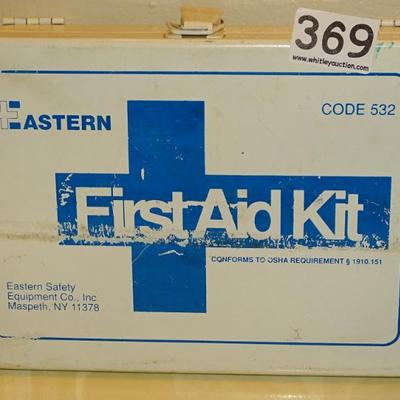 369
www.whitleyauction.com
EASTERN
CODE 532
First Aid Kit
CONFORMS TO OSHA REQUIREMENT § 1910.151
Eastern Safety
Equipment Co., Inc.
Maspeth, NY 11378